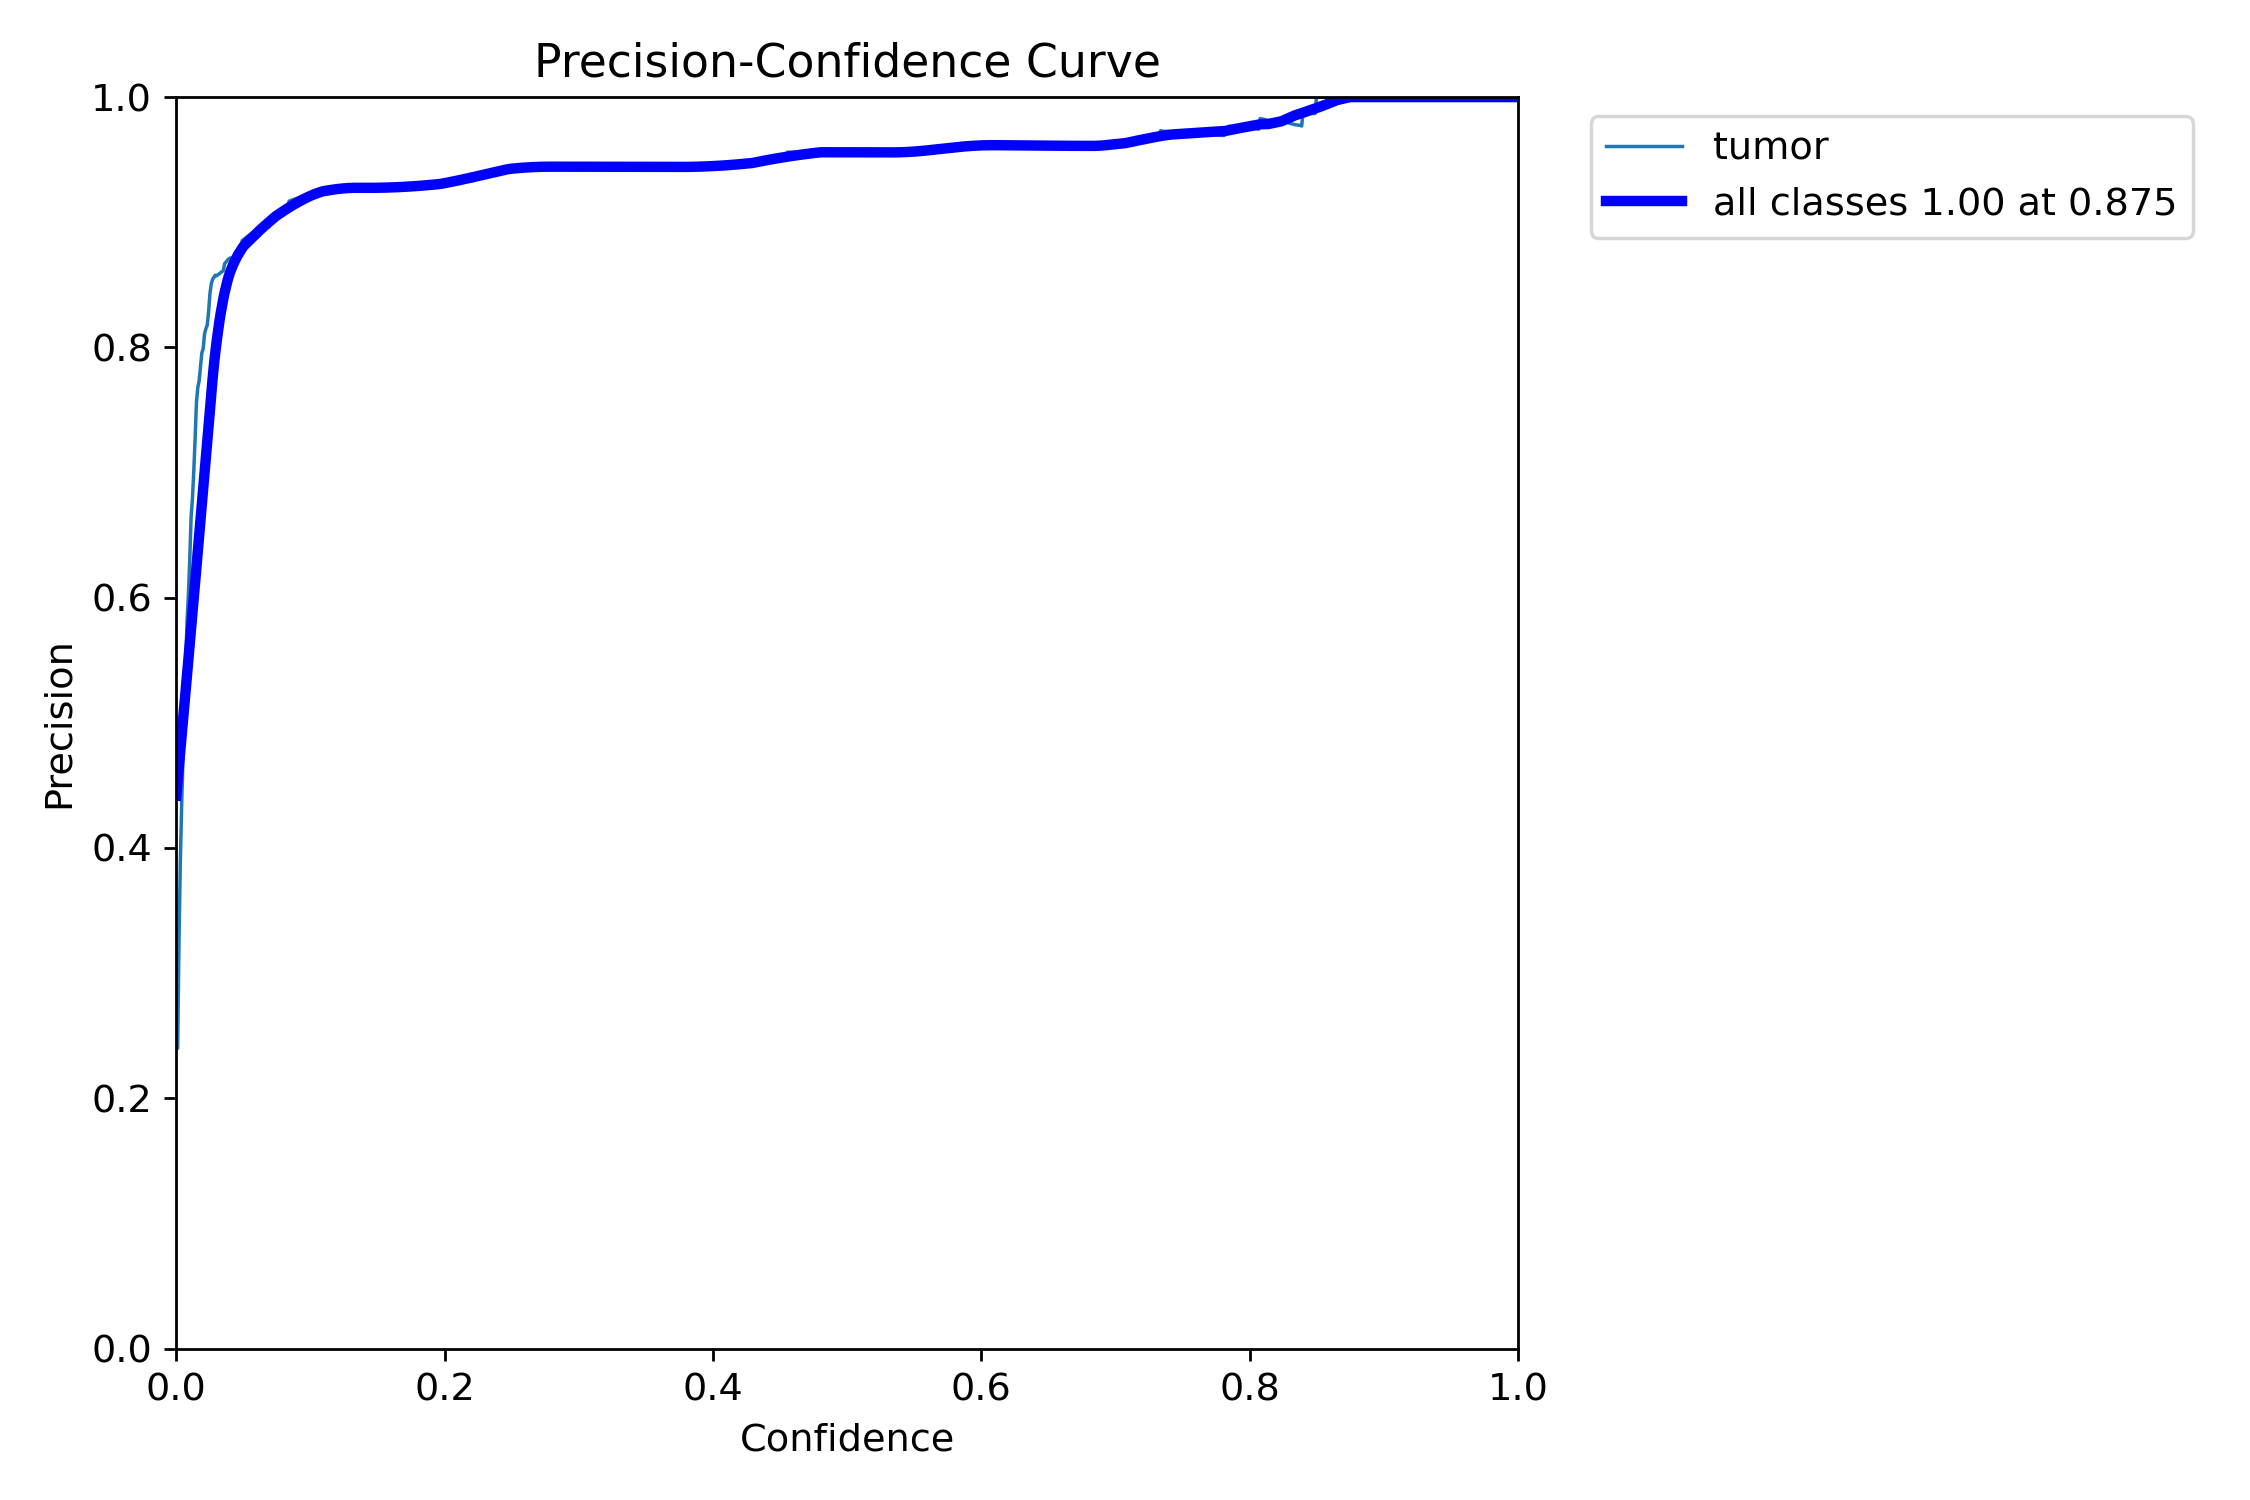 Precision-Confidence Curve
1.0
0.8
0.6
0.4
0.2
0.0
Precision
0.0 0.2 0.4 0.6 0.8 1.0
Confidence
tumor
all classes 1.00 at 0.875